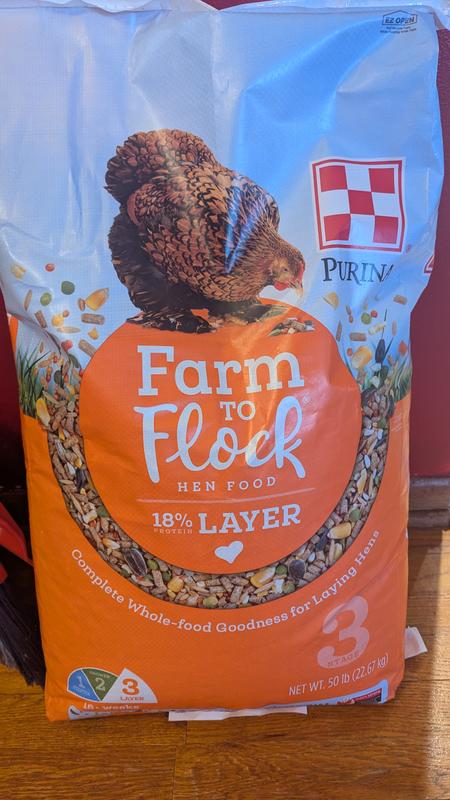 EZ OPEN
PURINA
Farm
TO
Flock®
HEN FOOD
18% PROTEIN LAYER
Complete Whole-food Goodness for Laying Hens
3
STAGE
1 2 3
LAYER
NET WT. 50 lb (22.67 kg)
18+ weeks